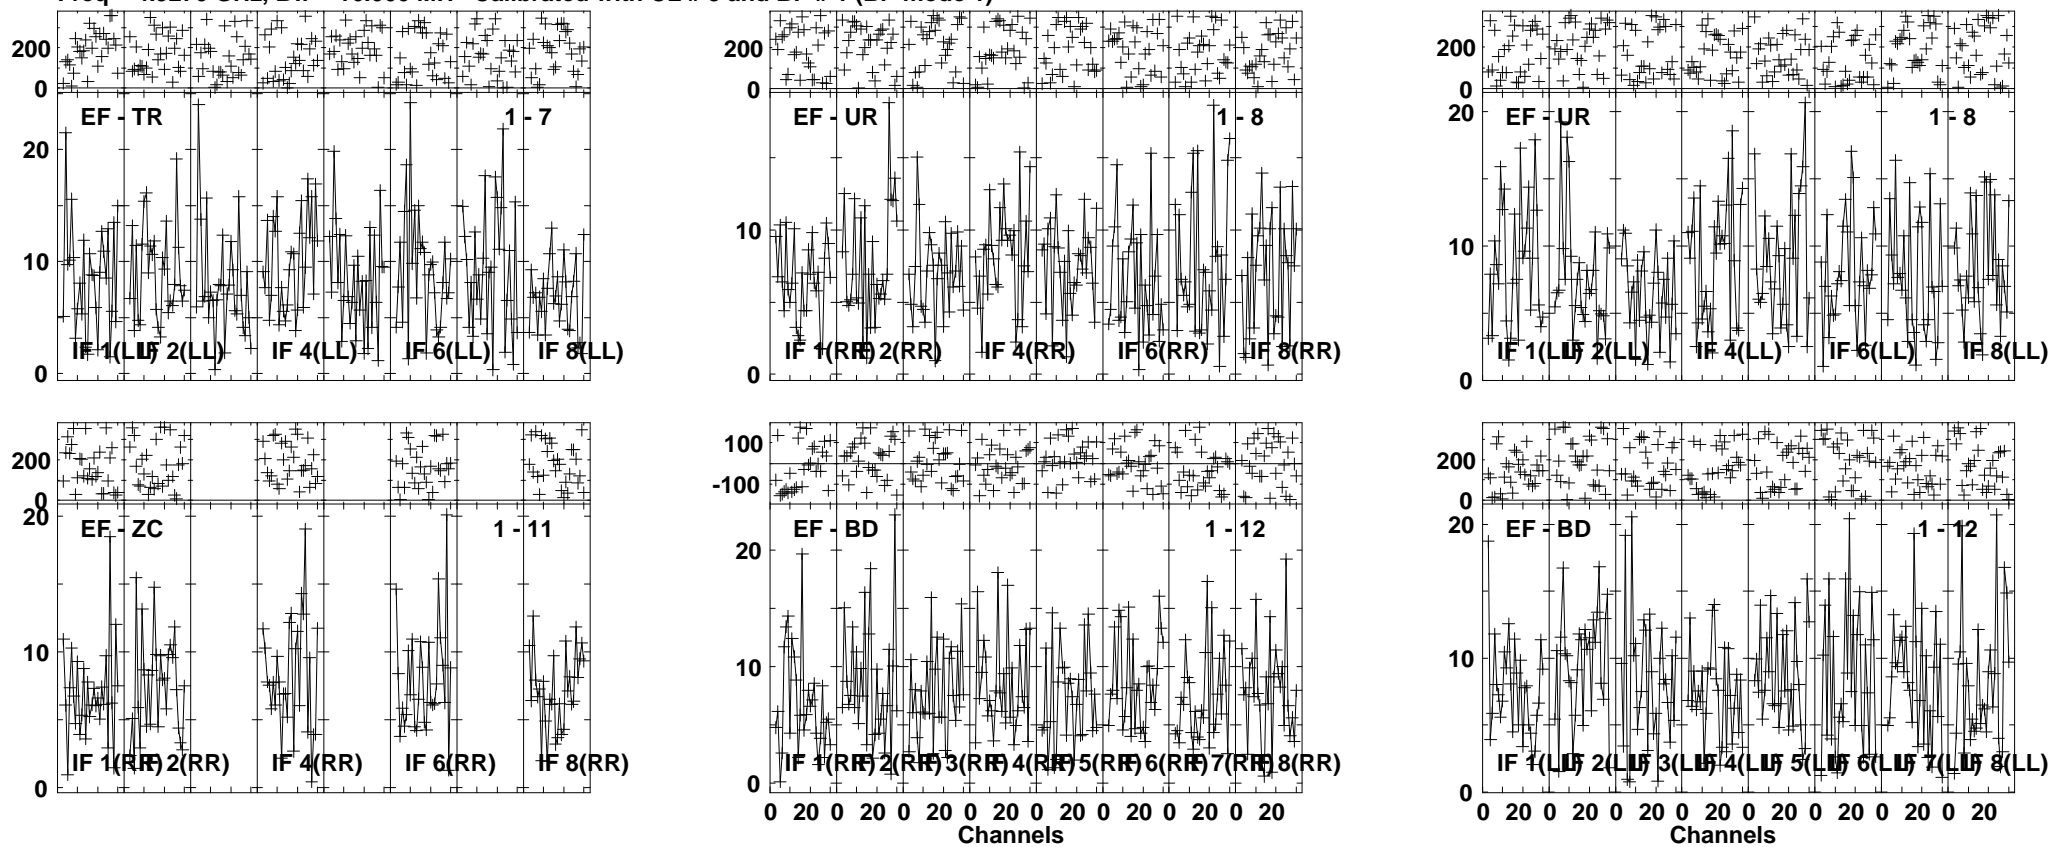 200
0
EF - TR
1 - 7
20
10
0
IF 1(LL)
IF 2(LL)
IF 4(LL)
IF 6(LL)
IF 8(LL)
200
0
EF - UR
1 - 8
10
0
IF 1(RR)
IF 2(RR)
IF 4(RR)
IF 6(RR)
IF 8(RR)
200
0
20
EF - UR
1 - 8
10
0
IF 1(LL)
IF 2(LL)
IF 4(LL)
IF 6(LL)
IF 8(LL)
200
0
20
EF - ZC
1 - 11
10
0
IF 1(RR)
IF 2(RR)
IF 4(RR)
IF 6(RR)
IF 8(RR)
100
-100
EF - BD
1 - 12
20
10
0
IF 1(RR)
IF 2(RR)
IF 3(RR)
IF 4(RR)
IF 5(RR)
IF 6(RR)
IF 7(RR)
IF 8(RR)
0 20 0 20 0 20 0 20 0 20 0 20 0 20 0 20
Channels
200
0
20
EF - BD
1 - 12
10
0
IF 1(LL)
IF 2(LL)
IF 3(LL)
IF 4(LL)
IF 5(LL)
IF 6(LL)
IF 7(LL)
IF 8(LL)
0 20 0 20 0 20 0 20 0 20 0 20 0 20 0 20
Channels